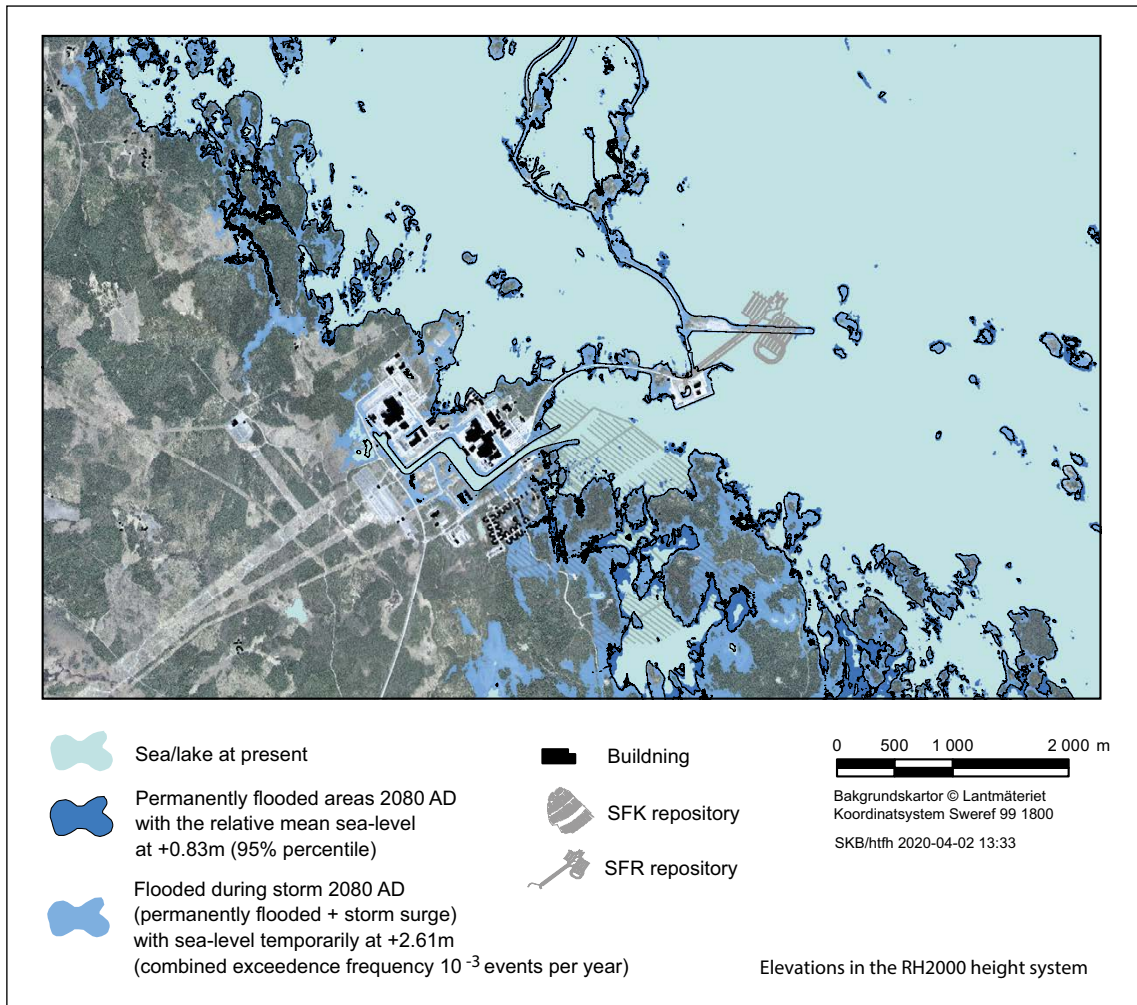 Sea/lake at present
Permanently flooded areas 2080 AD
with the relative mean sea-level
at +0.83m (95% percentile)
Flooded during storm 2080 AD
(permanently flooded + storm surge)
with sea-level temporarily at +2.61m
(combined exceedence frequency 10 -3 events per year)
Buildning
SFK repository
SFR repository
0 500 1 000 2 000 m
Bakgrundskartor © Lantmäteriet
Koordinatsystem Sweref 99 1800
SKB/htfh 2020-04-02 13:33
Elevations in the RH2000 height system